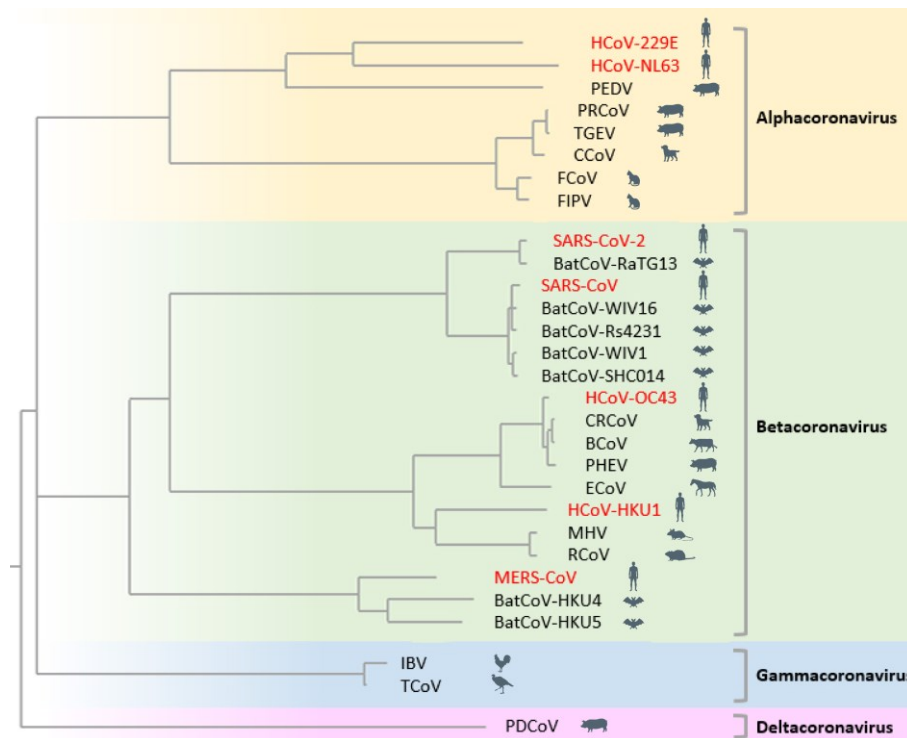 HCoV-229E
HCoV-NL63
PEDV
PRCoV
TGEV
CCoV
FCoV
FIPV
Alphacoronavirus
SARS-CoV-2
BatCoV-RaTG13
SARS-CoV
BatCoV-WIV16
BatCoV-Rs4231
BatCoV-WIV1
BatCoV-SHC014
HCoV-OC43
CRCoV
BCoV
PHEV
ECoV
HCoV-HKU1
MHV
RCoV
MERS-CoV
BatCoV-HKU4
BatCoV-HKU5
Betacoronavirus
IBV
TCoV
Gammacoronavirus
PDCoV
Deltacoronavirus